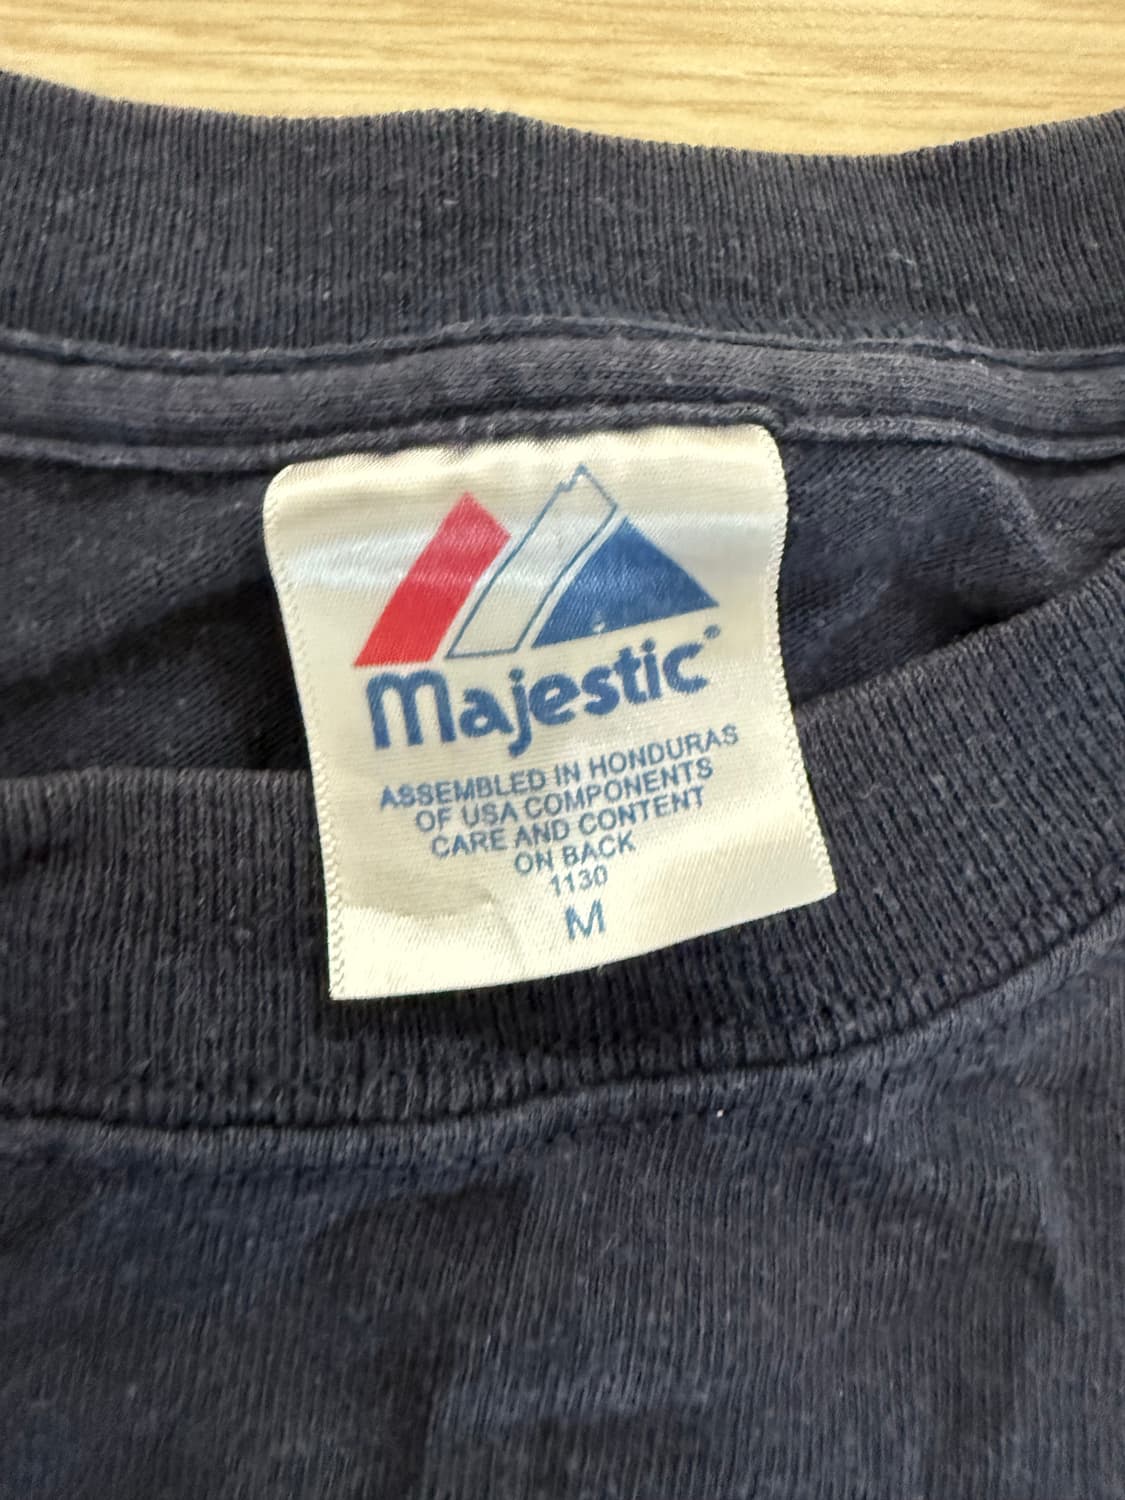 Majestic
ASSEMBLED IN HONDURAS
OF USA COMPONENTS
CARE AND CONTENT
ON BACK
1130
M